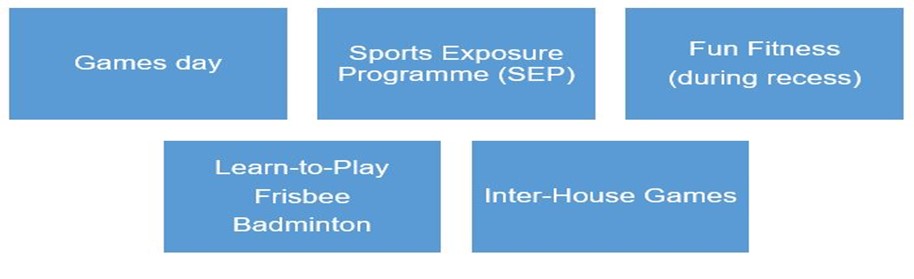 Games day
Sports Exposure
Programme (SEP)
Fun Fitness
(during recess)
Learn-to-Play
Frisbee
Badminton
Inter-House Games